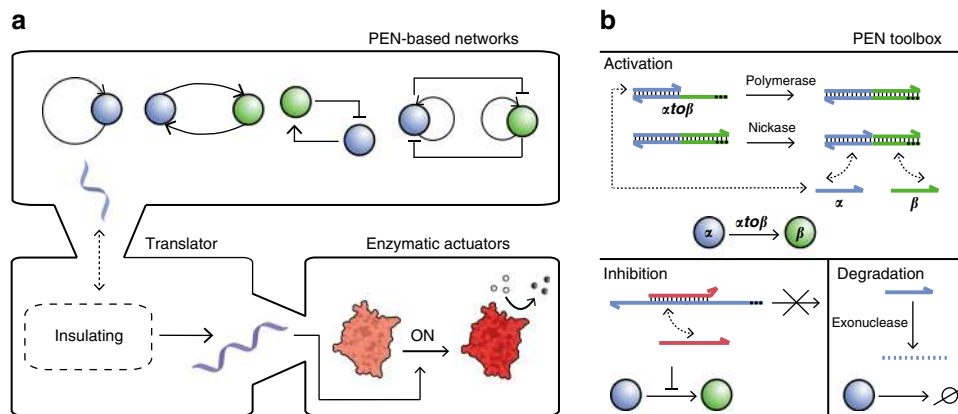 a
PEN-based networks
Translator
Enzymatic actuators
Insulating
ON
b
PEN toolbox
Activation
Polymerase
αtoβ
Nickase
α
β
α
αtoβ
β
Inhibition
Degradation
Exonuclease